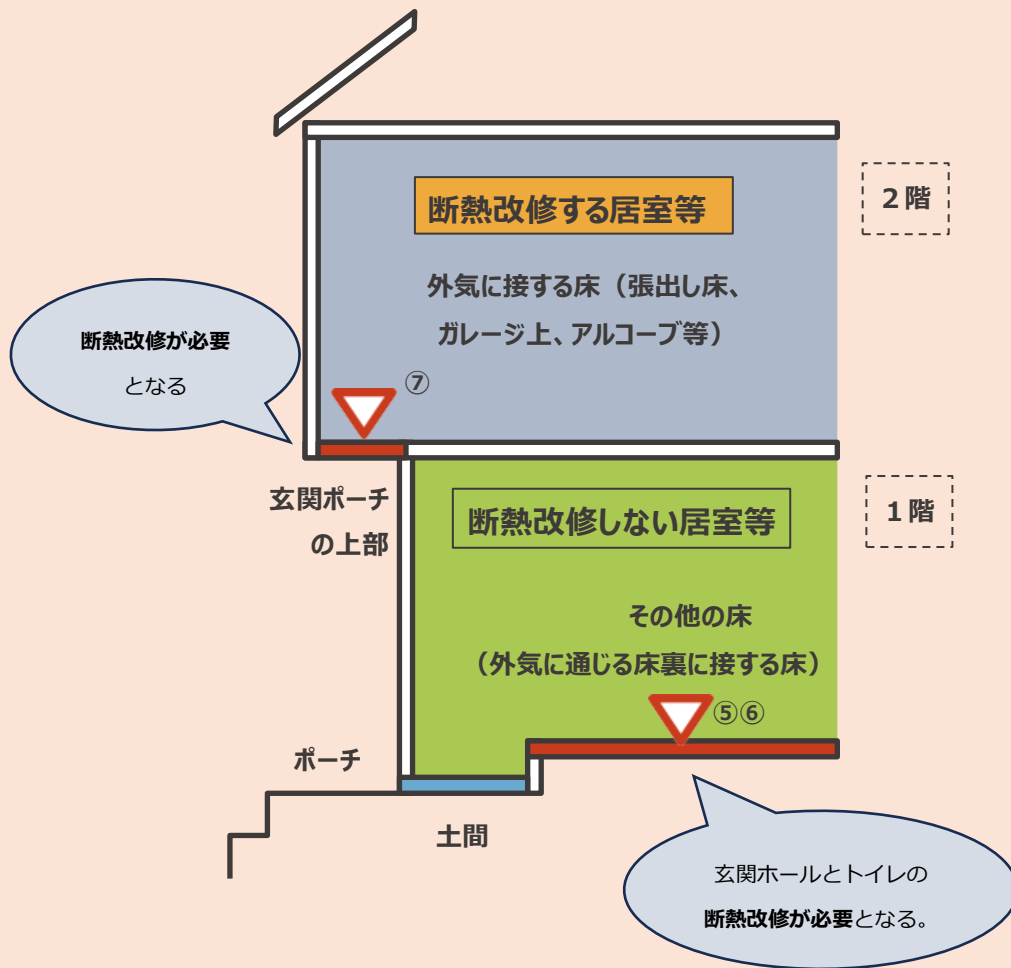 断熱改修する居室等
2階
外気に接する床（張出し床、
ガレージ上、アルコーブ等）
断熱改修が必要
となる
⑦
玄関ポーチ
の上部
断熱改修しない居室等
1階
その他の床
（外気に通じる床裏に接する床）
⑤⑥
ポーチ
土間
玄関ホールとトイレの
断熱改修が必要となる。